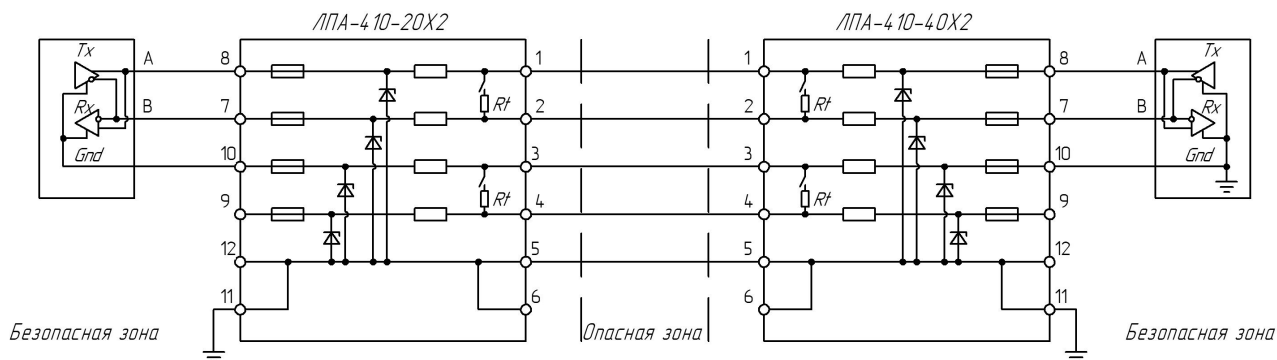 ЛПА-410-20Х2 ЛПА-410-40Х2
Tx A 8 1 1 8 A Tx
Rx B 7 Rt 2 2 Rt 7 B Rx
Gnd 10 3 3 10 Gnd
9 Rt 4 4 Rt 9
12 5 5 12
11 6 6 11
Безопасная зона Опасная зона Безопасная зона